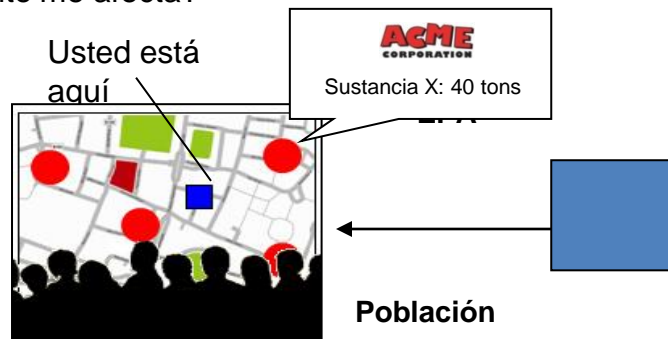 Usted está
aquí
ACME
CORPORATION
Sustancia X: 40 tons
Población